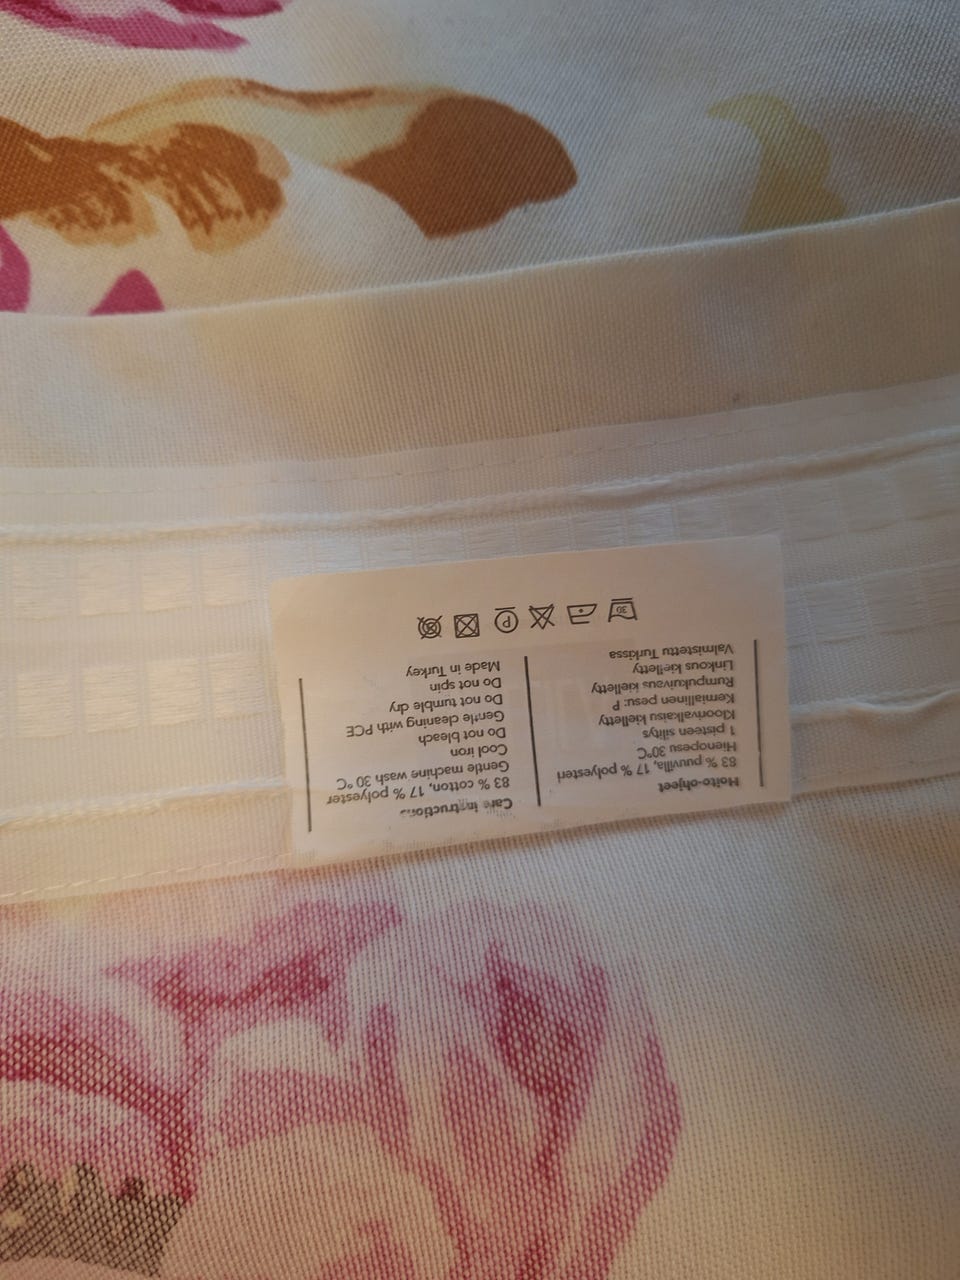 Hoito-ohjeet
83 % puuvilla, 17 % polyesteri
Hienopesu 30°C
1 pisteen silitys
Kloorivalkaisu kielletty
Kemiallinen pesu: P
Rumpukuivaus kielletty
Linkous kielletty
Valmistettu Turkissa
Care instructions
83 % cotton, 17 % polyester
Gentle machine wash 30 °C
Cool iron
Do not bleach
Gentle cleaning with PCE
Do not tumble dry
Do not spin
Made in Turkey
30 P